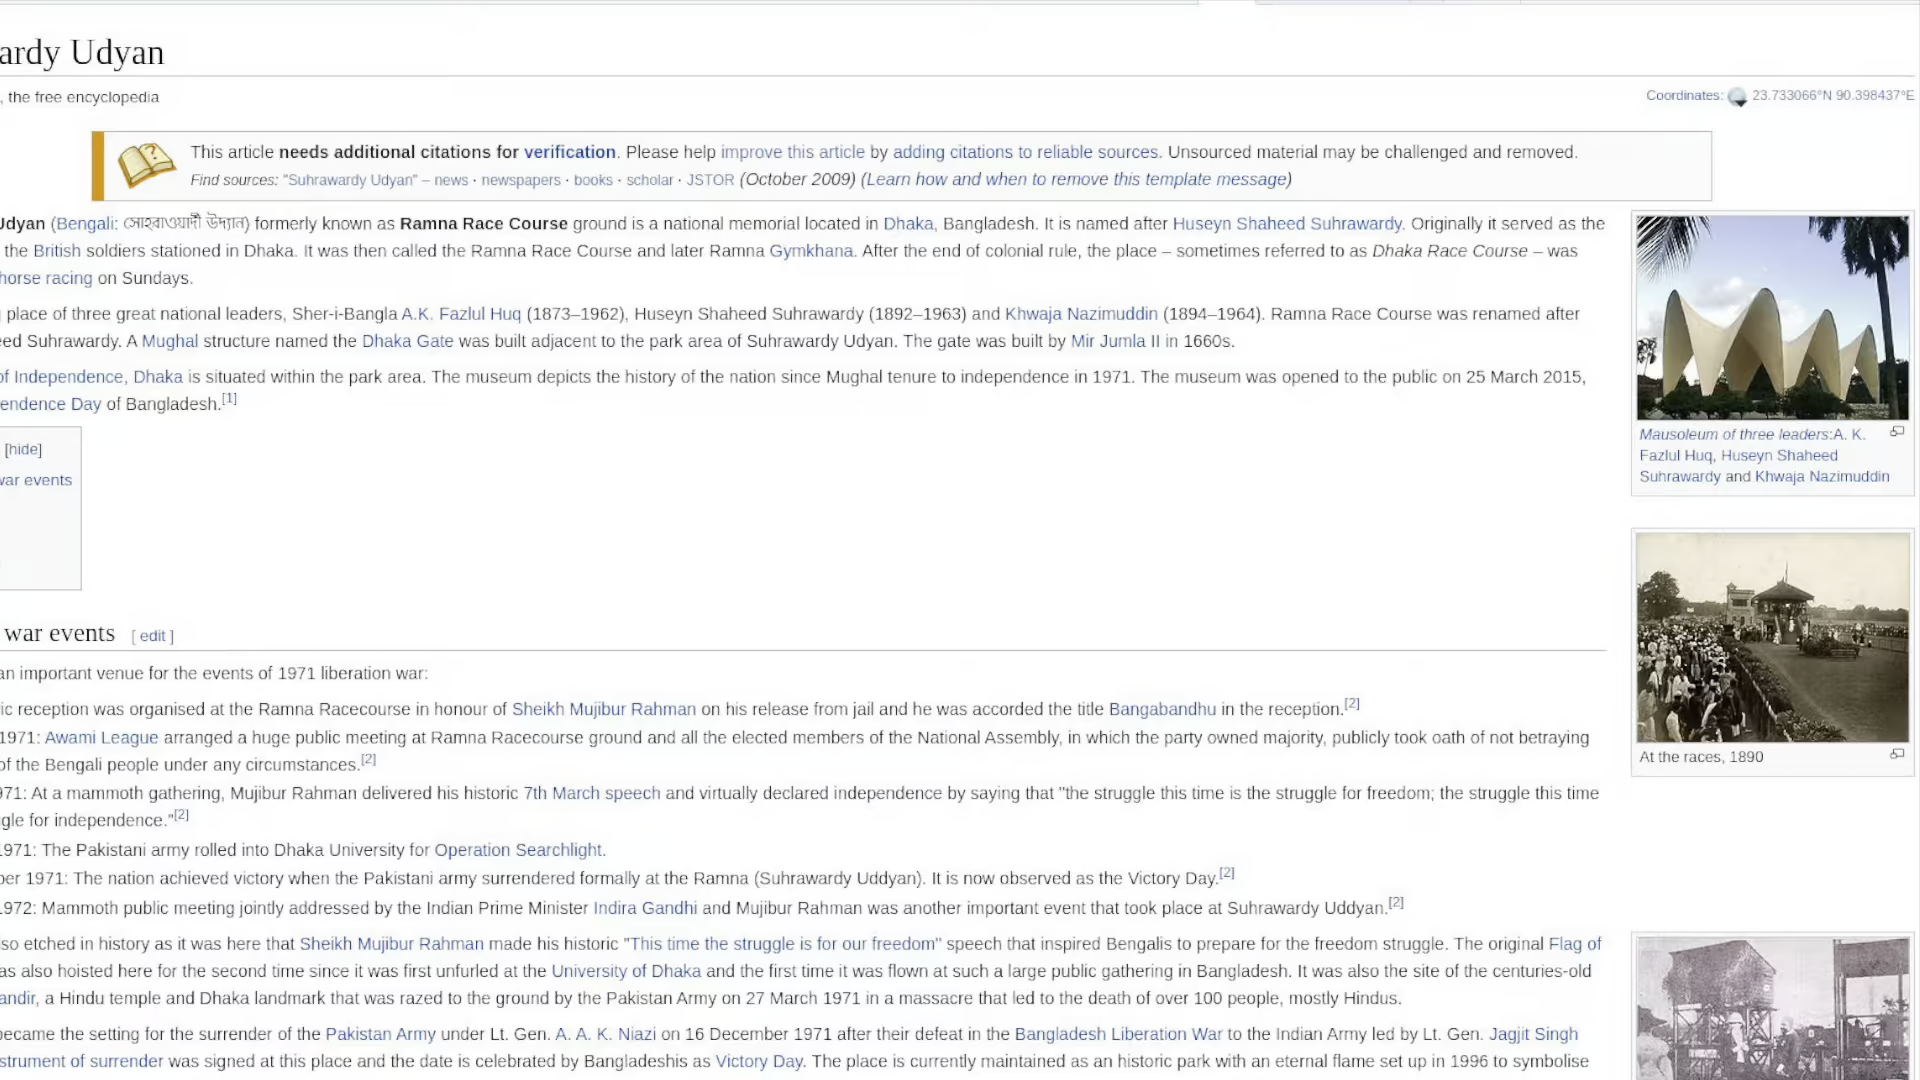 ardy Udyan
, the free encyclopedia
Coordinates: 23.733066°N 90.398437°E
This article needs additional citations for verification. Please help improve this article by adding citations to reliable sources. Unsourced material may be challenged and removed.
Find sources: "Suhrawardy Udyan" – news · newspapers · books · scholar · JSTOR (October 2009) (Learn how and when to remove this template message)
Udyan (Bengali: সোহরাওয়ার্দী উদ্যান) formerly known as Ramna Race Course ground is a national memorial located in Dhaka, Bangladesh. It is named after Huseyn Shaheed Suhrawardy. Originally it served as the
the British soldiers stationed in Dhaka. It was then called the Ramna Race Course and later Ramna Gymkhana. After the end of colonial rule, the place – sometimes referred to as Dhaka Race Course – was
horse racing on Sundays.
place of three great national leaders, Sher-i-Bangla A.K. Fazlul Huq (1873–1962), Huseyn Shaheed Suhrawardy (1892–1963) and Khwaja Nazimuddin (1894–1964). Ramna Race Course was renamed after
eed Suhrawardy. A Mughal structure named the Dhaka Gate was built adjacent to the park area of Suhrawardy Udyan. The gate was built by Mir Jumla II in 1660s.
of Independence, Dhaka is situated within the park area. The museum depicts the history of the nation since Mughal tenure to independence in 1971. The museum was opened to the public on 25 March 2015,
endence Day of Bangladesh.[1]
Mausoleum of three leaders:A. K.
Fazlul Huq, Huseyn Shaheed
Suhrawardy and Khwaja Nazimuddin
[hide]
war events
At the races, 1890
war events [ edit ]
an important venue for the events of 1971 liberation war:
ic reception was organised at the Ramna Racecourse in honour of Sheikh Mujibur Rahman on his release from jail and he was accorded the title Bangabandhu in the reception.[2]
1971: Awami League arranged a huge public meeting at Ramna Racecourse ground and all the elected members of the National Assembly, in which the party owned majority, publicly took oath of not betraying
of the Bengali people under any circumstances.[2]
971: At a mammoth gathering, Mujibur Rahman delivered his historic 7th March speech and virtually declared independence by saying that "the struggle this time is the struggle for freedom; the struggle this time
ggle for independence."[2]
1971: The Pakistani army rolled into Dhaka University for Operation Searchlight.
ber 1971: The nation achieved victory when the Pakistani army surrendered formally at the Ramna (Suhrawardy Uddyan). It is now observed as the Victory Day.[2]
1972: Mammoth public meeting jointly addressed by the Indian Prime Minister Indira Gandhi and Mujibur Rahman was another important event that took place at Suhrawardy Uddyan.[2]
lso etched in history as it was here that Sheikh Mujibur Rahman made his historic "This time the struggle is for our freedom" speech that inspired Bengalis to prepare for the freedom struggle. The original Flag of
as also hoisted here for the second time since it was first unfurled at the University of Dhaka and the first time it was flown at such a large public gathering in Bangladesh. It was also the site of the centuries-old
andir, a Hindu temple and Dhaka landmark that was razed to the ground by the Pakistan Army on 27 March 1971 in a massacre that led to the death of over 100 people, mostly Hindus.
became the setting for the surrender of the Pakistan Army under Lt. Gen. A. A. K. Niazi on 16 December 1971 after their defeat in the Bangladesh Liberation War to the Indian Army led by Lt. Gen. Jagjit Singh
strument of surrender was signed at this place and the date is celebrated by Bangladeshis as Victory Day. The place is currently maintained as an historic park with an eternal flame set up in 1996 to symbolise